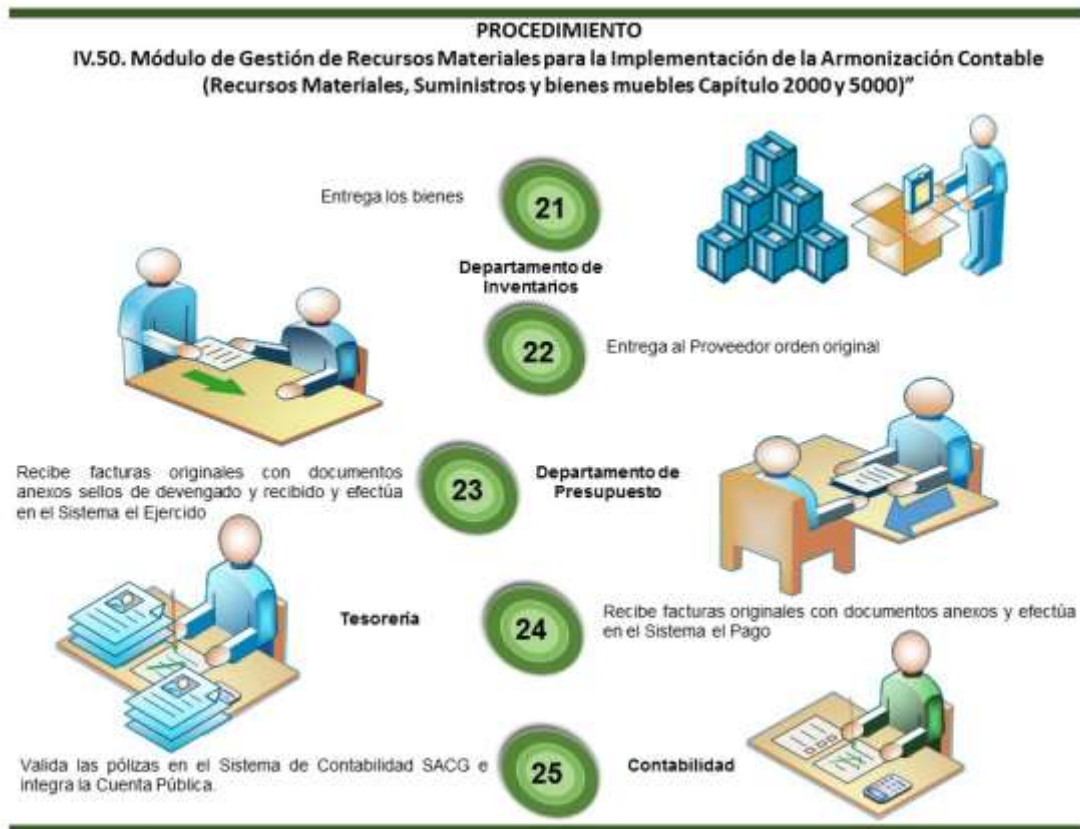 PROCEDIMIENTO
IV.50. Módulo de Gestión de Recursos Materiales para la Implementación de la Armonización Contable
(Recursos Materiales, Suministros y bienes muebles Capítulo 2000 y 5000)”
Entrega los bienes
21
Departamento de
Inventarios
22
Entrega al Proveedor orden original
Recibe facturas originales con documentos
anexos sellos de devengado y recibido y efectúa
en el Sistema el Ejercido
23
Departamento de
Presupuesto
Tesorería
24
Recibe facturas originales con documentos anexos y efectúa
en el Sistema el Pago
Valida las pólizas en el Sistema de Contabilidad SACG e
integra la Cuenta Pública.
25
Contabilidad